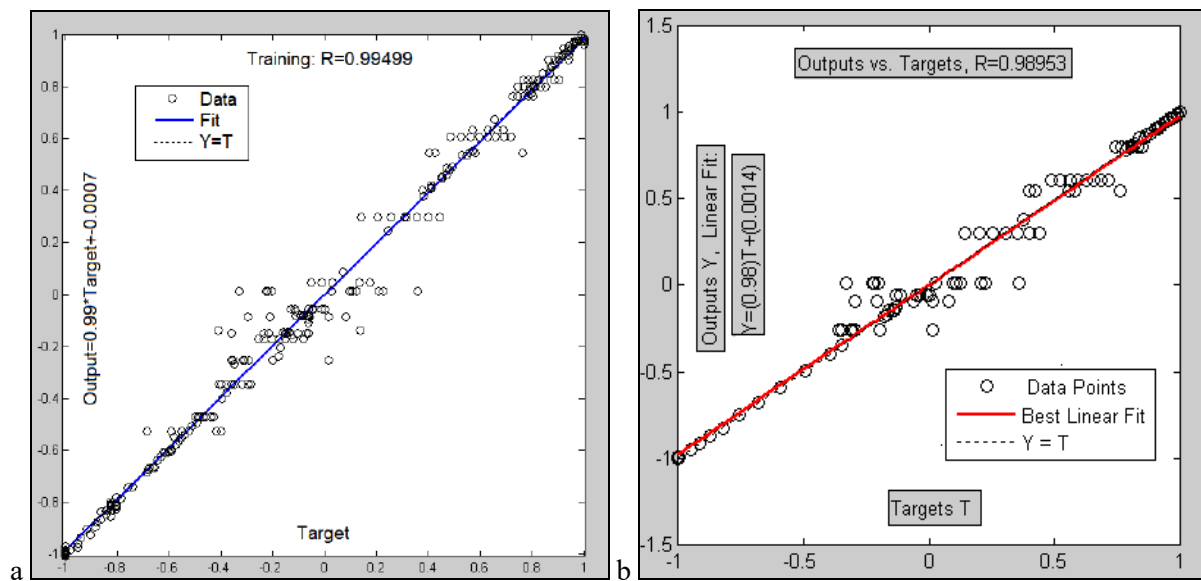 Training: R=0.99499
Data
Fit
Y=T
Output=0.99*Target+-0.0007
1
0.8
0.6
0.4
0.2
0
-0.2
-0.4
-0.6
-0.8
-1
Target
-1 -0.8 -0.6 -0.4 -0.2 0 0.2 0.4 0.6 0.8 1
a
Outputs vs. Targets, R=0.98953
Outputs Y, Linear Fit:
Y=(0.98)T+(0.0014)
1.5
1
0.5
0
-0.5
-1
-1.5
Data Points
Best Linear Fit
Y = T
Targets T
-1 -0.5 0 0.5 1
b